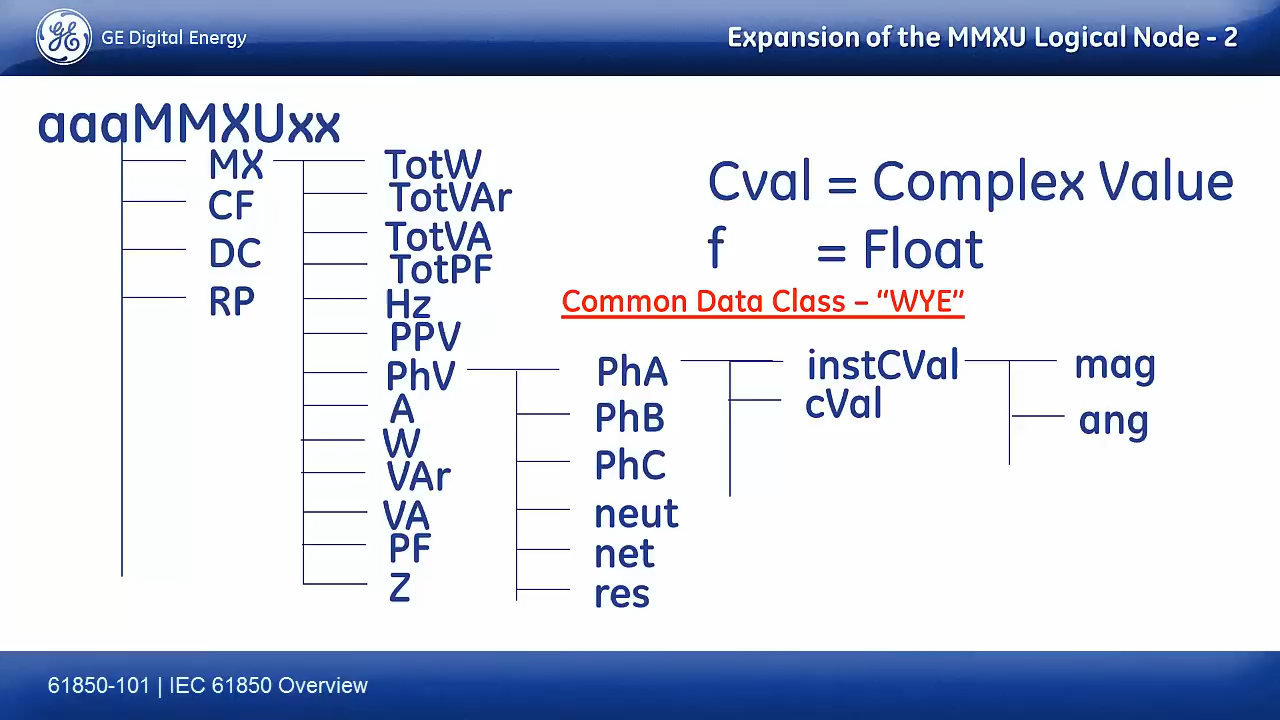 GE Digital Energy
Expansion of the MMXU Logical Node - 2
aaaMMXUxx
MX
CF
DC
RP
TotW
TotVAr
TotVA
TotPF
Hz
PPV
PhV
A
W
VAr
VA
PF
Z
Cval = Complex Value
f = Float
Common Data Class – “WYE”
PhA
PhB
PhC
neut
net
res
instCVal
cVal
mag
ang
61850-101 | IEC 61850 Overview